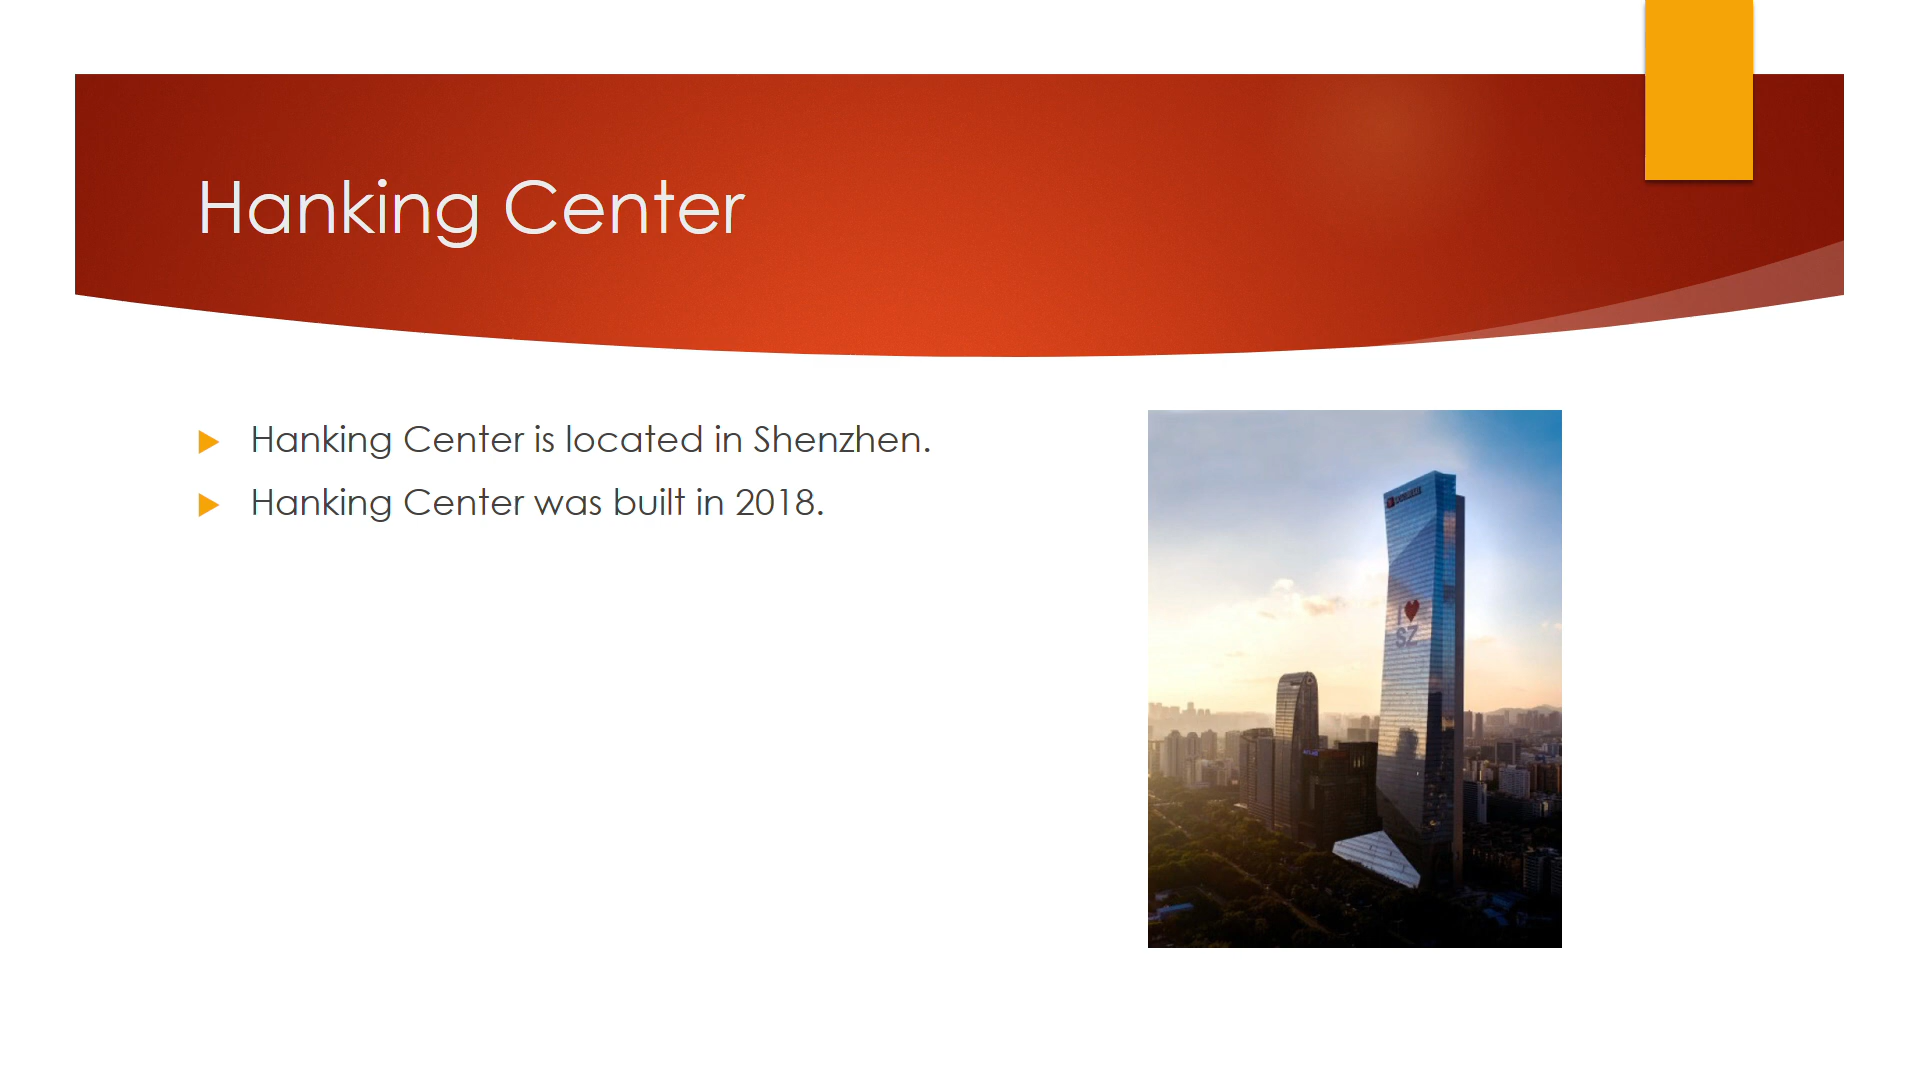 Hanking Center
Hanking Center is located in Shenzhen.
Hanking Center was built in 2018.
I ♥
SZ